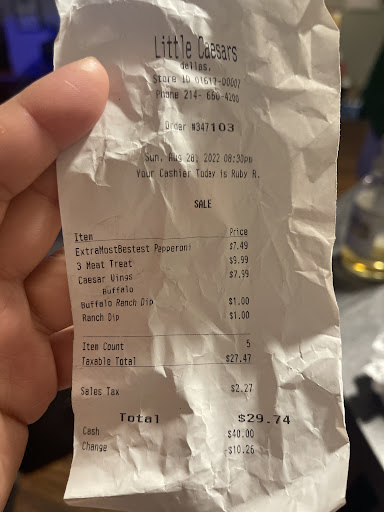 Little Caesars
dallas,
Store ID 01617-00007
Phone 214- 660-4200
Order #347103
Sun, Aug 28, 2022 08:30PM
Your Cashier Today is Ruby R.
SALE
Item Price
ExtraMostBestest Pepperoni $7.49
3 Meat Treat $9.99
Caesar Wings $7.99
Buffalo
Buffalo Ranch Dip $1.00
Ranch Dip $1.00
Item Count 5
Taxable Total $27.47
Sales Tax $2.27
Total $29.74
Cash $40.00
Change -$10.26